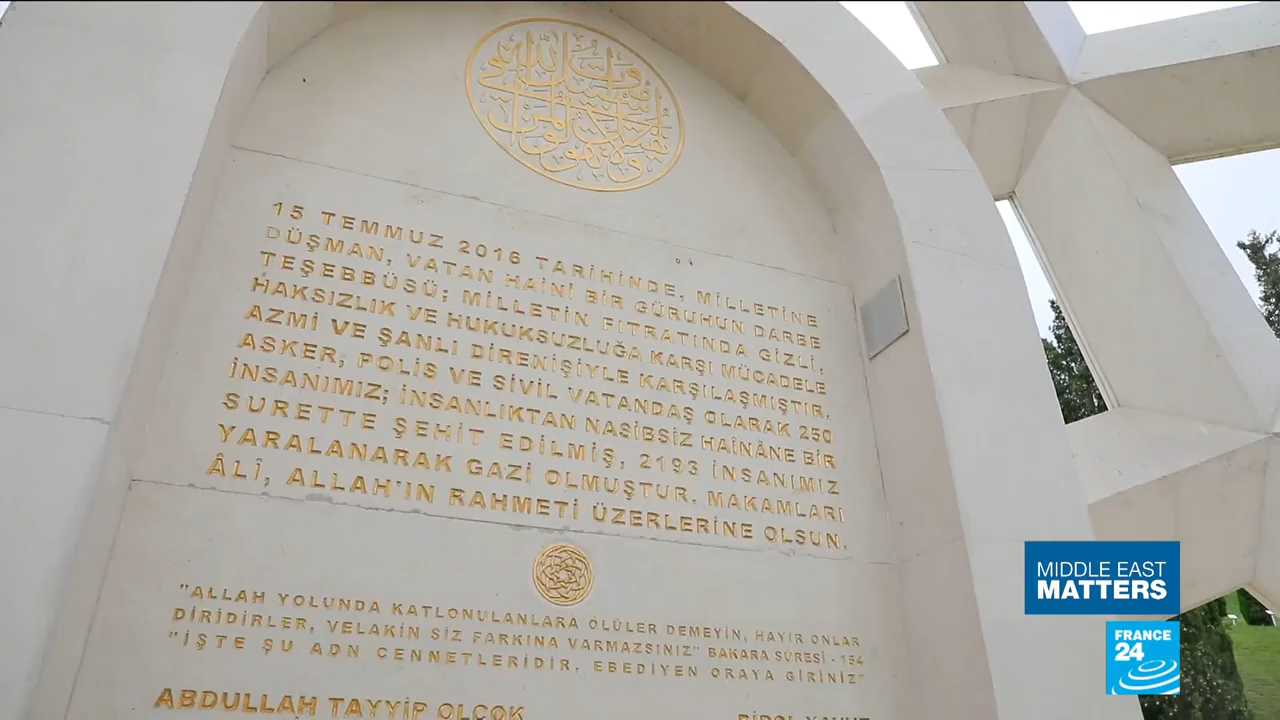 15 TEMMUZ 2016 TARİHİNDE, MİLLETİNE
DÜŞMAN, VATAN HAİNİ BİR GÜRUHUN DARBE
TEŞEBBÜSÜ; MİLLETİN FITRATINDA GİZLİ,
HAKSIZLIK VE HUKUKSUZLUĞA KARŞI MÜCADELE
AZMİ VE ŞANLI DİRENİŞİYLE KARŞILAŞMIŞTIR.
ASKER, POLİS VE SİVİL VATANDAŞ OLARAK 250
İNSANIMIZ; İNSANLIKTAN NASİBSİZ HAİNÂNE BİR
SURETTE ŞEHİT EDİLMİŞ, 2193 İNSANIMIZ
YARALANARAK GAZİ OLMUŞTUR. MAKAMLARI
ÂLÎ, ALLAH'IN RAHMETİ ÜZERLERİNE OLSUN.
"ALLAH YOLUNDA KATLONULANLARA ÖLÜLER DEMEYİN, HAYIR ONLAR
DİRİDİRLER, VELAKİN SİZ FARKINA VARMAZSINIZ" BAKARA SÛRESİ - 154
"İŞTE ŞU ADN CENNETLERİDİR, EBEDİYEN ORAYA GİRİNİZ"
ABDULLAH TAYYİP OLÇOK
MIDDLE EAST
MATTERS
FRANCE
24